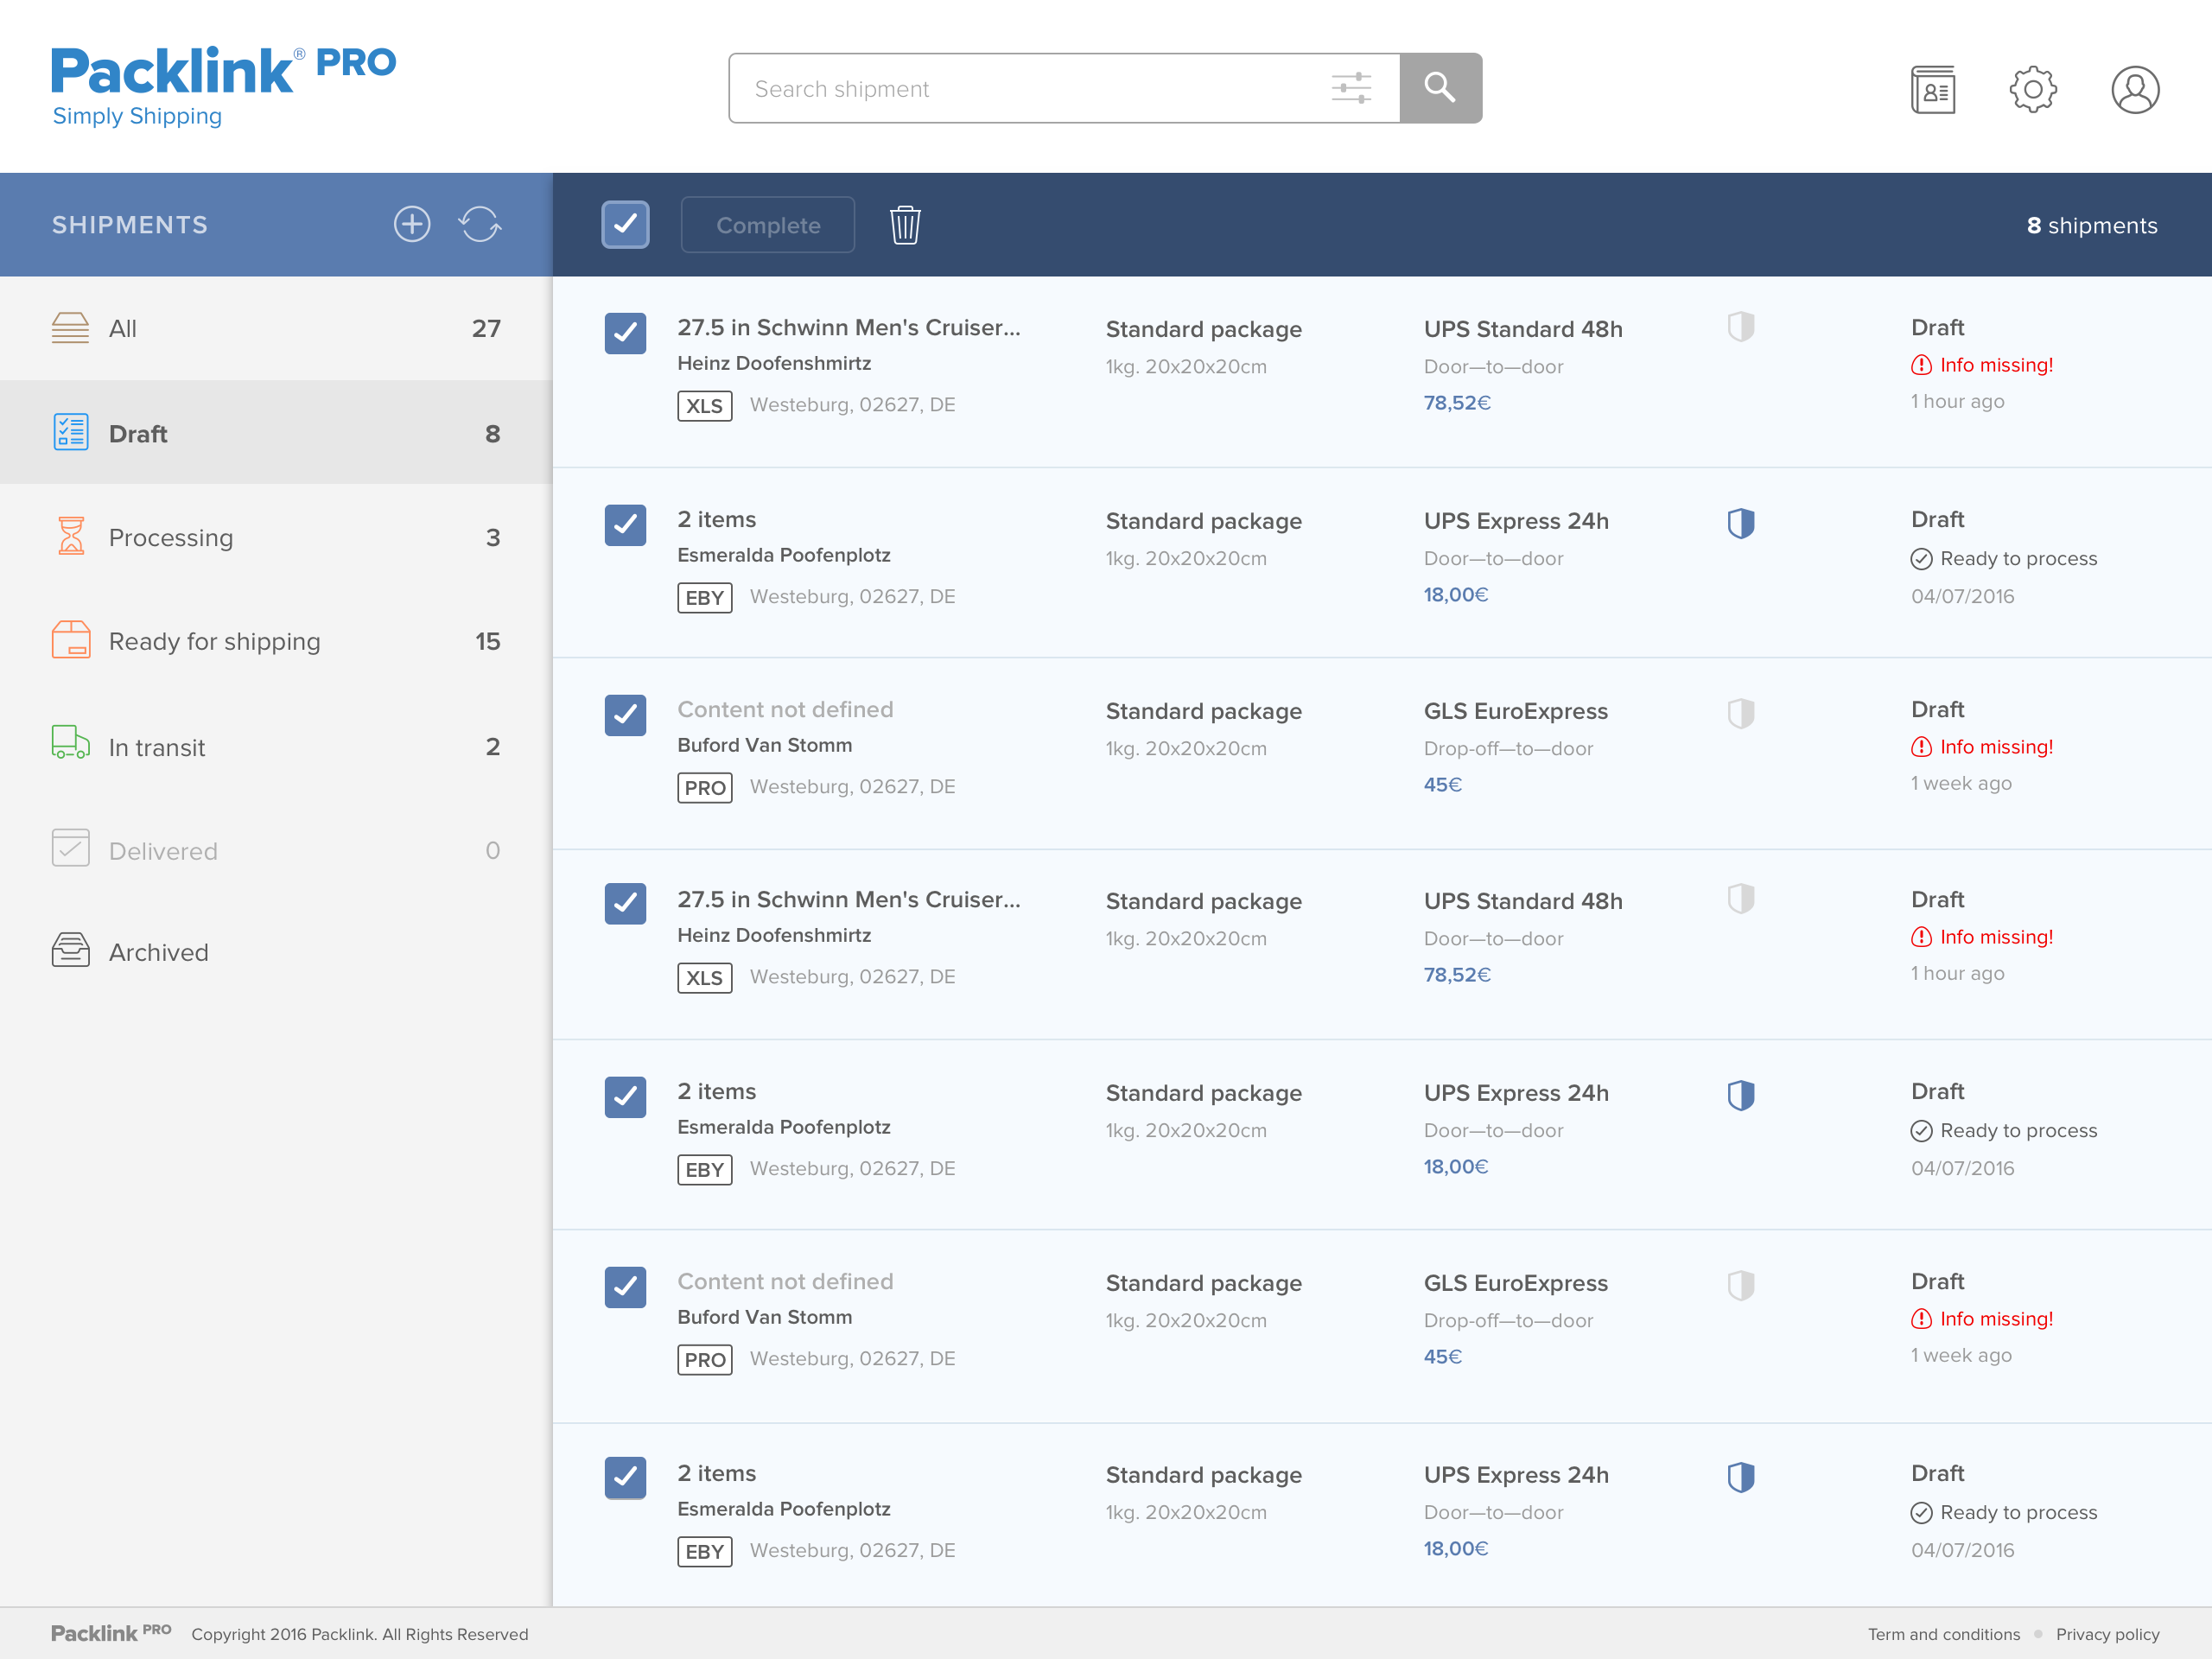 Packlink® PRO
Simply Shipping
Search shipment
SHIPMENTS
Complete
8 shipments
All 27
Draft 8
Processing 3
Ready for shipping 15
In transit 2
Delivered 0
Archived
27.5 in Schwinn Men's Cruiser... Standard package UPS Standard 48h Draft
Heinz Doofenshmirtz 1kg. 20x20x20cm Door—to—door Info missing!
XLS Westeburg, 02627, DE 78,52€ 1 hour ago
2 items Standard package UPS Express 24h Draft
Esmeralda Poofenplotz 1kg. 20x20x20cm Door—to—door Ready to process
EBY Westeburg, 02627, DE 18,00€ 04/07/2016
Content not defined Standard package GLS EuroExpress Draft
Buford Van Stomm 1kg. 20x20x20cm Drop-off—to—door Info missing!
PRO Westeburg, 02627, DE 45€ 1 week ago
27.5 in Schwinn Men's Cruiser... Standard package UPS Standard 48h Draft
Heinz Doofenshmirtz 1kg. 20x20x20cm Door—to—door Info missing!
XLS Westeburg, 02627, DE 78,52€ 1 hour ago
2 items Standard package UPS Express 24h Draft
Esmeralda Poofenplotz 1kg. 20x20x20cm Door—to—door Ready to process
EBY Westeburg, 02627, DE 18,00€ 04/07/2016
Content not defined Standard package GLS EuroExpress Draft
Buford Van Stomm 1kg. 20x20x20cm Drop-off—to—door Info missing!
PRO Westeburg, 02627, DE 45€ 1 week ago
2 items Standard package UPS Express 24h Draft
Esmeralda Poofenplotz 1kg. 20x20x20cm Door—to—door Ready to process
EBY Westeburg, 02627, DE 18,00€ 04/07/2016
Packlink PRO Copyright 2016 Packlink. All Rights Reserved Term and conditions Privacy policy